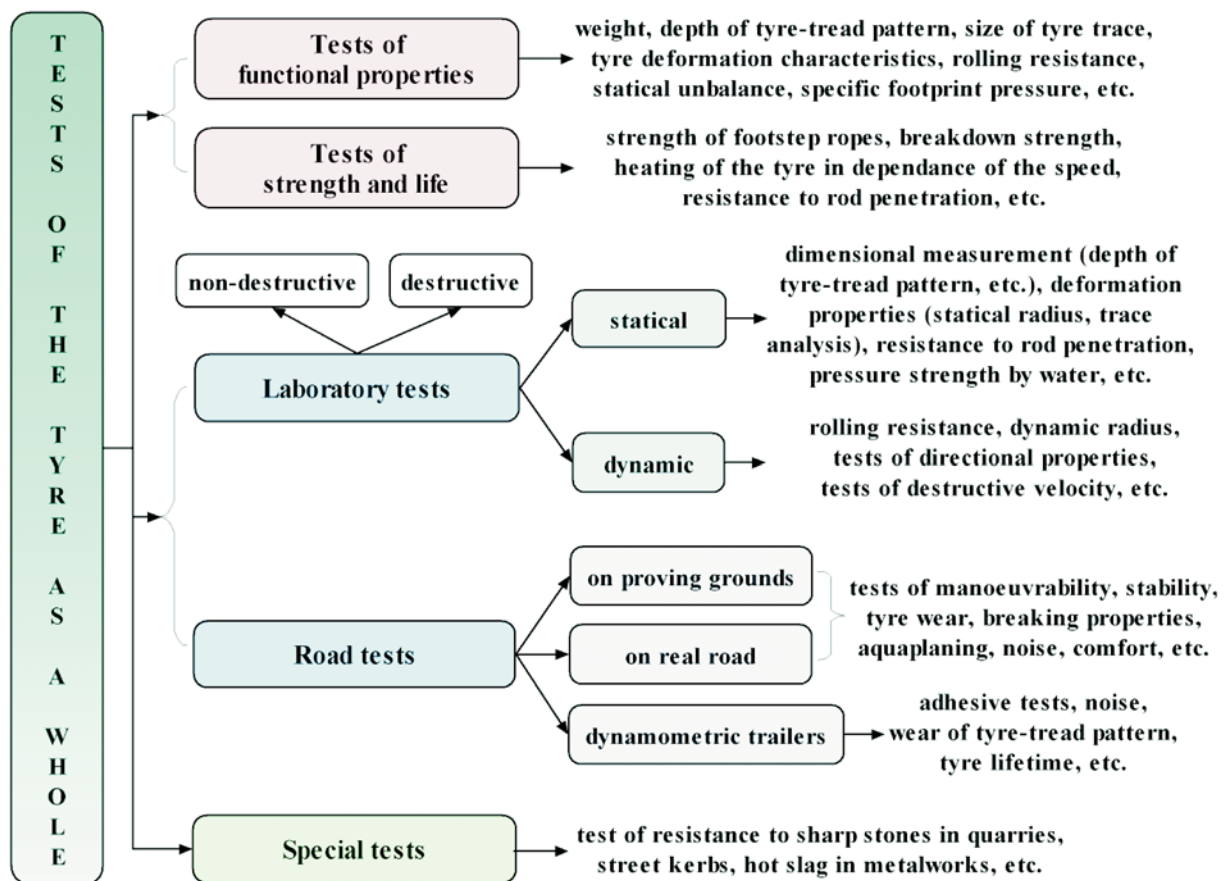 TESTS OF THE TYRE AS A WHOLE
Tests of
functional properties
weight, depth of tyre-tread pattern, size of tyre trace,
tyre deformation characteristics, rolling resistance,
statical unbalance, specific footprint pressure, etc.
Tests of
strength and life
strength of footstep ropes, breakdown strength,
heating of the tyre in dependance of the speed,
resistance to rod penetration, etc.
non-destructive
destructive
Laboratory tests
statical
dimensional measurement (depth of
tyre-tread pattern, etc.), deformation
properties (statical radius, trace
analysis), resistance to rod penetration,
pressure strength by water, etc.
dynamic
rolling resistance, dynamic radius,
tests of directional properties,
tests of destructive velocity, etc.
Road tests
on proving grounds
on real road
tests of manoeuvrability, stability,
tyre wear, breaking properties,
aquaplaning, noise, comfort, etc.
dynamometric trailers
adhesive tests, noise,
wear of tyre-tread pattern,
tyre lifetime, etc.
Special tests
test of resistance to sharp stones in quarries,
street kerbs, hot slag in metalworks, etc.